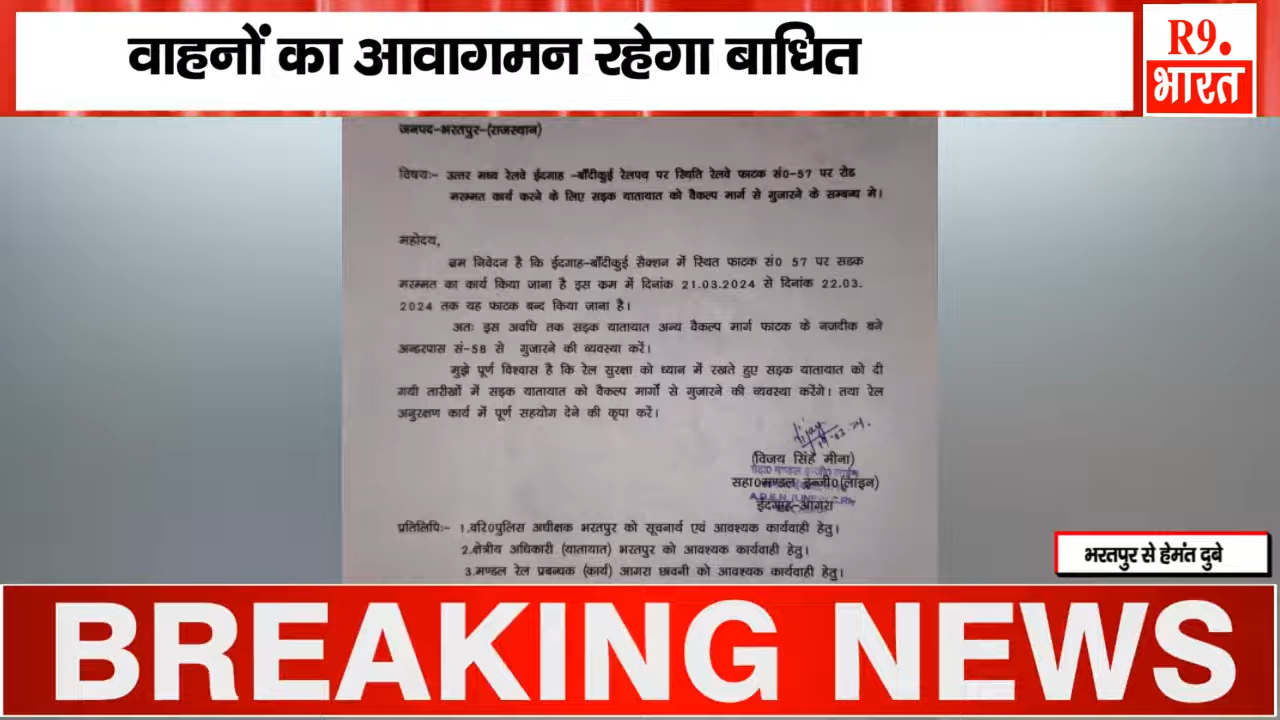 वाहनों का आवागमन रहेगा बाधित
R9.
भारत
जनपद-भरतपुर-(राजस्थान)
विषयः- उत्तर मध्य रेलवे ईदगाह -बाँदीकुई रेलपथ पर स्थिति रेलवे फाटक सं0-57 पर रोड
मरम्मत कार्य करने के लिए सड़क यातायात को वैकल्प मार्ग से गुजारने के सम्बन्ध मे।
महोदय,
नम्र निवेदन है कि ईदगाह-बाँदीकुई सैक्शन में स्थित फाटक सं0 57 पर सडक
मरम्मत का कार्य किया जाना है इस क्रम में दिनांक 21.03.2024 से दिनांक 22.03.
2024 तक यह फाटक बन्द किया जाना है।
अतः इस अवधि तक सड़क यातायात अन्य वैकल्प मार्ग फाटक के नजदीक बने
अन्डरपास सं-58 से गुजारने की व्यवस्था करें।
मुझे पूर्ण विश्वास है कि रेल सुरक्षा को ध्यान में रखते हुए सड़क यातायात को दी
गयी तारीखों में सड़क यातायात को वैकल्प मार्गो से गुजारने की व्यवस्था करेंगे। तथा रेल
अनुरक्षण कार्य में पूर्ण सहयोग देने की कृपा करें।
(विजय सिंह मीना)
सहा0मण्डल इन्जी0(लाइन)
ईदगाह-आगरा
प्रतिलिपिः- 1.वरि0पुलिस अधीक्षक भरतपुर को सूचनार्थ एवं आवश्यक कार्यवाही हेतु।
2.क्षेत्रीय अधिकारी (यातायात) भरतपुर को आवश्यक कार्यवाही हेतु।
3.मण्डल रेल प्रबन्धक (कार्य) आगरा छावनी को आवश्यक कार्यवाही हेतु।
भरतपुर से हेमंत दुबे
BREAKING NEWS